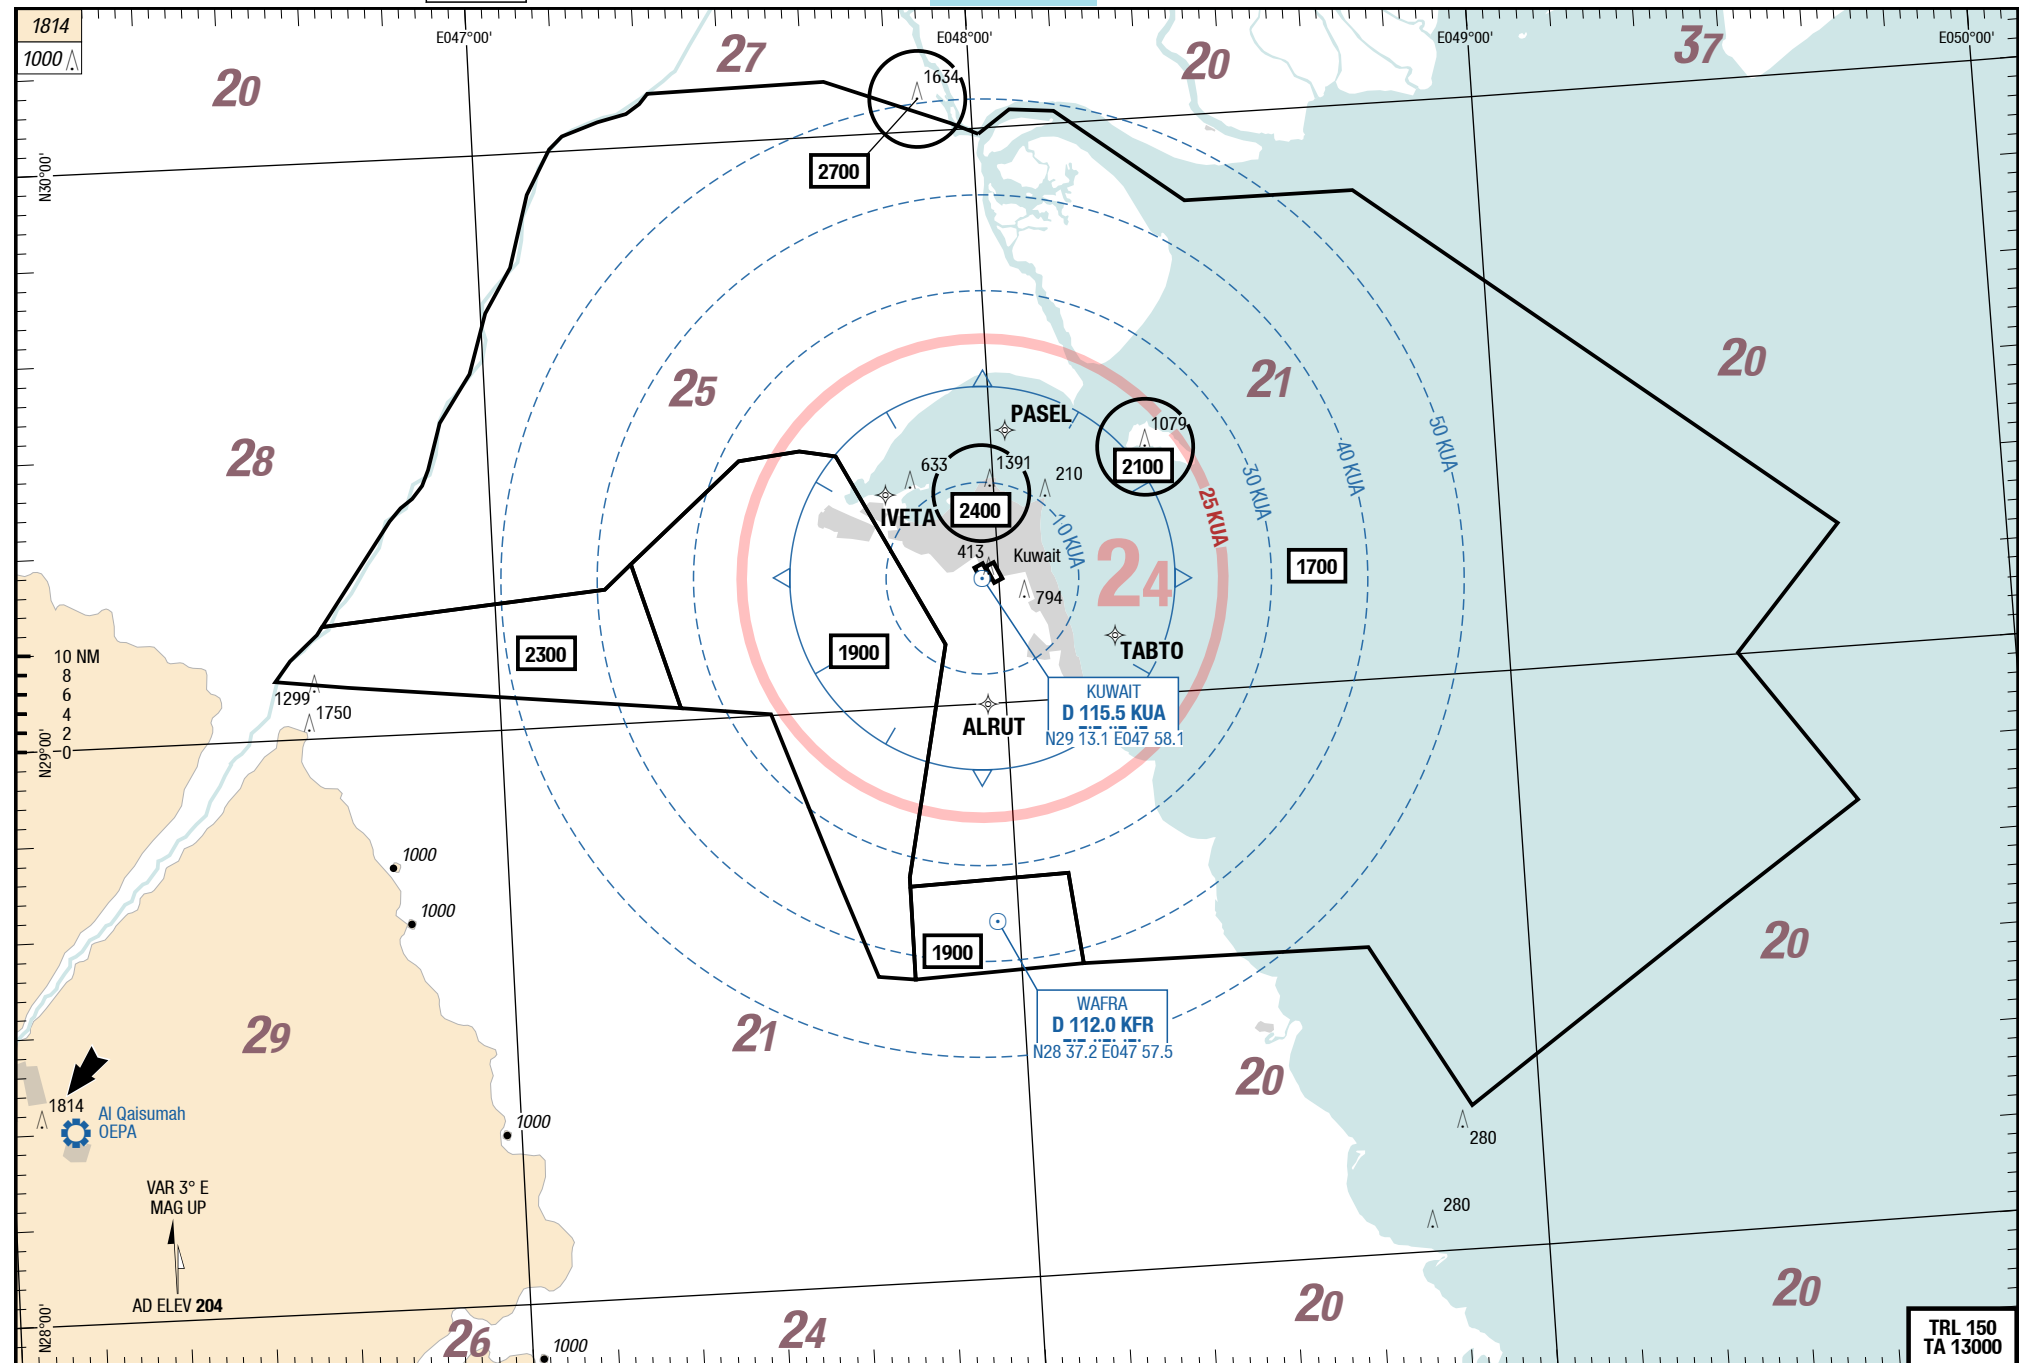 1814
1000
E047°00'
E048°00'
E049°00'
E050°00'
27
20
37
20
1634
2700
N30°00'
25
21
20
28
50 KUA
40 KUA
30 KUA
25 KUA
10 KUA
PASEL
1079
2100
633
1391
210
IVETA
2400
413
Kuwait
24
1700
794
TABTO
2300
1900
10 NM
8
6
4
2
0
N29°00'
1299
1750
ALRUT
KUWAIT
D 115.5 KUA
N29 13.1 E047 58.1
1000
1000
1900
20
WAFRA
D 112.0 KFR
N28 37.2 E047 57.5
29
21
20
1814
Al Qaisumah
OEPA
1000
280
280
VAR 3° E
MAG UP
AD ELEV 204
N28°00'
26
1000
24
20
20
TRL 150
TA 13000